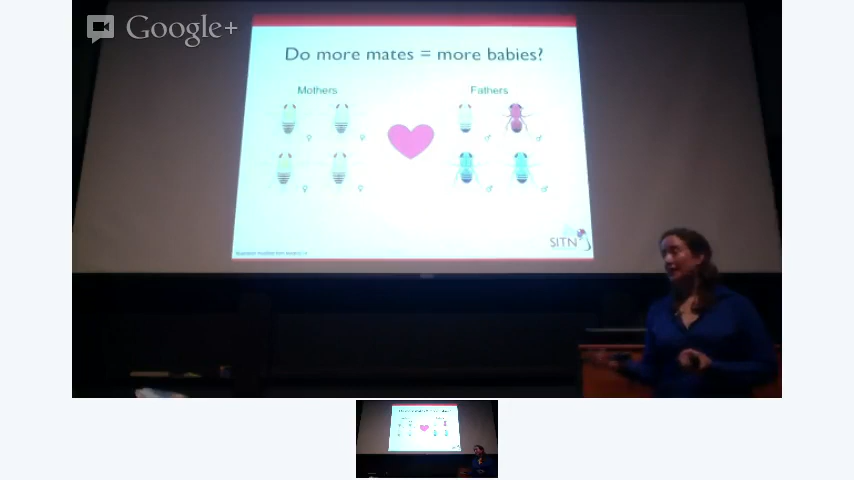 Google+
Do more mates = more babies?
Mothers
Fathers
SITN